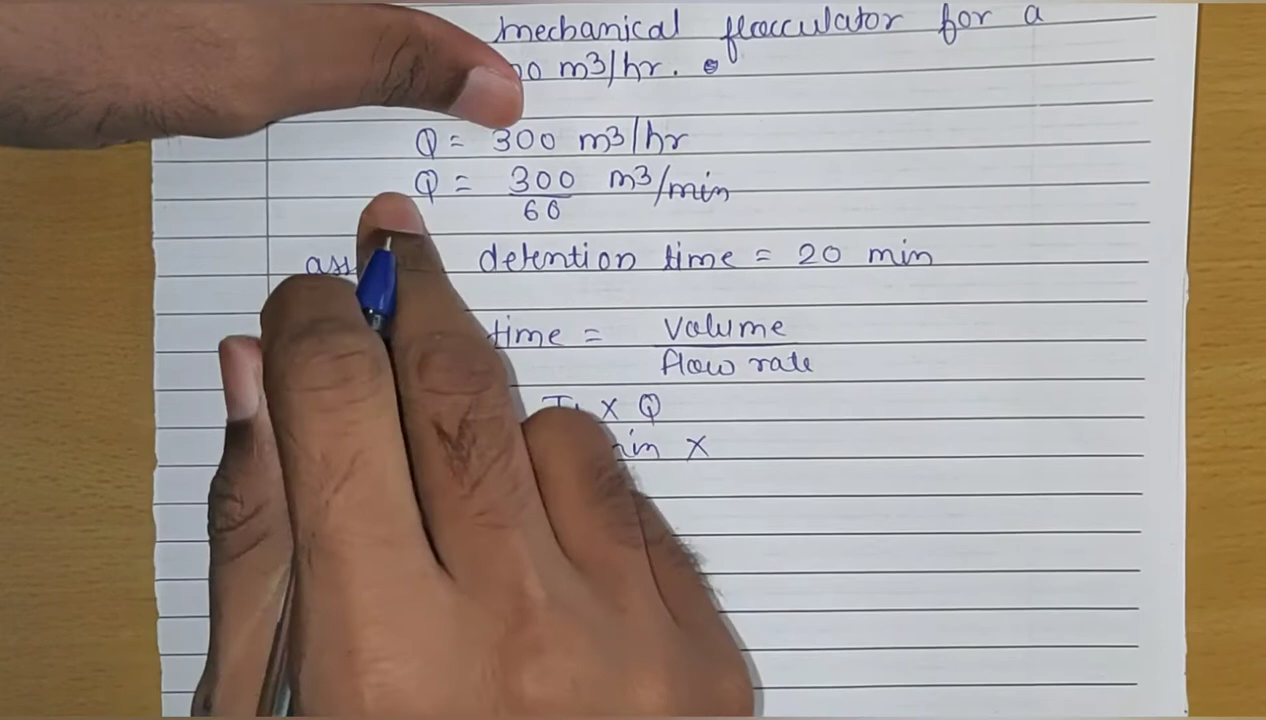 mechanical flocculator for a
00 m3/hr.
Q = 300 m3/hr
Q = 300/60 m3/min
detention time = 20 min
time = Volume/flow rate
x Q
min x